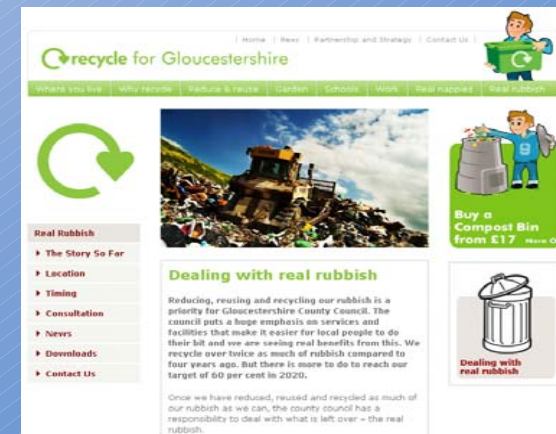 Home | News | Partnership and Strategy | Contact Us
recycle for Gloucestershire
Where you live | Why recycle | Reduce & reuse | Garden | Schools | Work | Real nappies | Real rubbish
Buy a
Compost Bin
from £17
Real Rubbish
The Story So Far
Location
Timing
Consultation
News
Downloads
Contact Us
Dealing with real rubbish
Reducing, reusing and recycling our rubbish is a
priority for Gloucestershire County Council. The
council puts a huge emphasis on services and
facilities that make it easier for local people to do
their bit and we are seeing real benefits from this. We
recycle over twice as much of rubbish compared to
four years ago. But there is more to do to reach our
target of 60 per cent in 2020.
Once we have reduced, reused and recycled as much of
our rubbish as we can, the county council has a
responsibility to deal with what is left over – the real
rubbish.
Dealing with
real rubbish